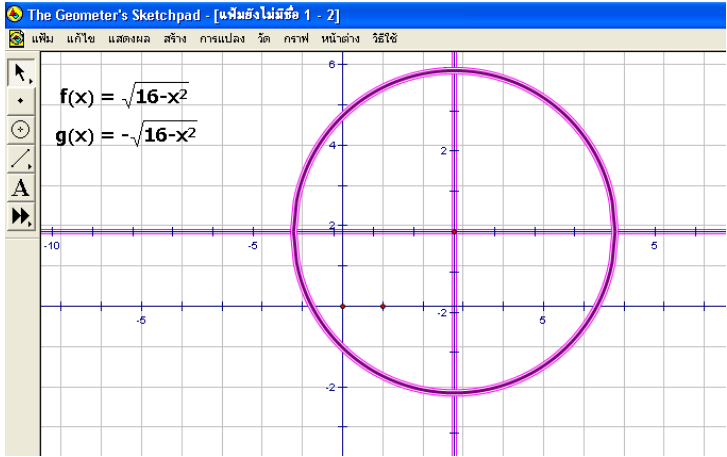 The Geometer's Sketchpad - [แฟ้มยังไม่มีชื่อ 1 - 2]
แฟ้ม แก้ไข แสดงผล สร้าง การแปลง วัด กราฟ หน้าต่าง วิธีใช้
f(x) = √16-x²
g(x) = -√16-x²
A
6
4
2
2
-10 -5 5
-5 5
-2
-2